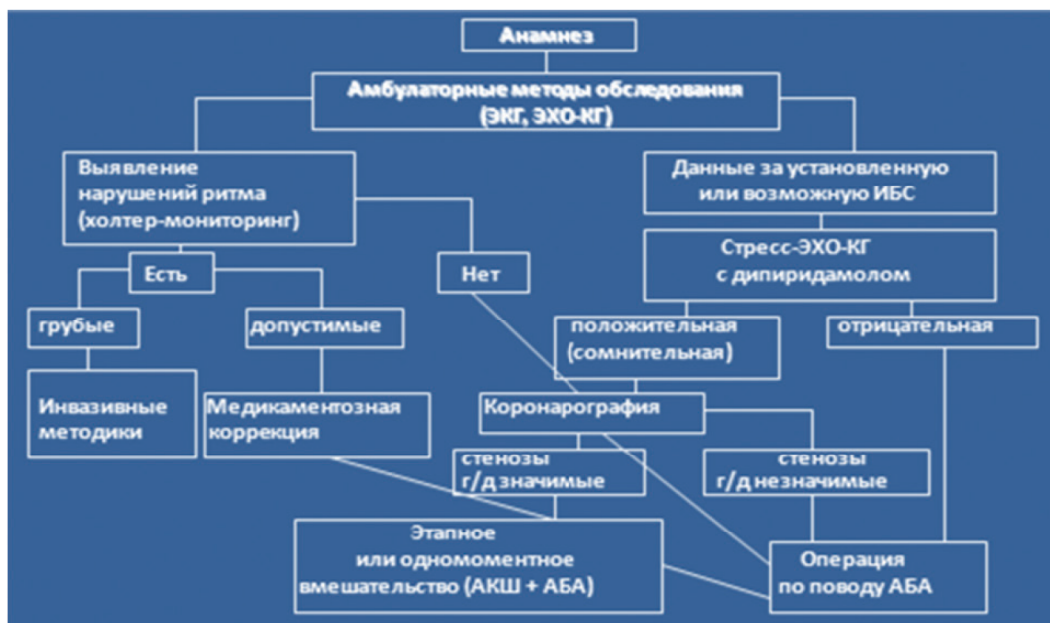 Анамнез
Амбулаторные методы обследования
(ЭКГ, ЭХО-КГ)
Выявление
нарушений ритма
(холтер-мониторинг)
Данные за установленную
или возможную ИБС
Стресс-ЭХО-КГ
с дипиридамолом
Есть
Нет
грубые
допустимые
положительная
(сомнительная)
отрицательная
Инвазивные
методики
Медикаментозная
коррекция
Коронарография
стенозы
г/д значимые
стенозы
г/д незначимые
Этапное
или одномоментное
вмешательство (АКШ + АБА)
Операция
по поводу АБА